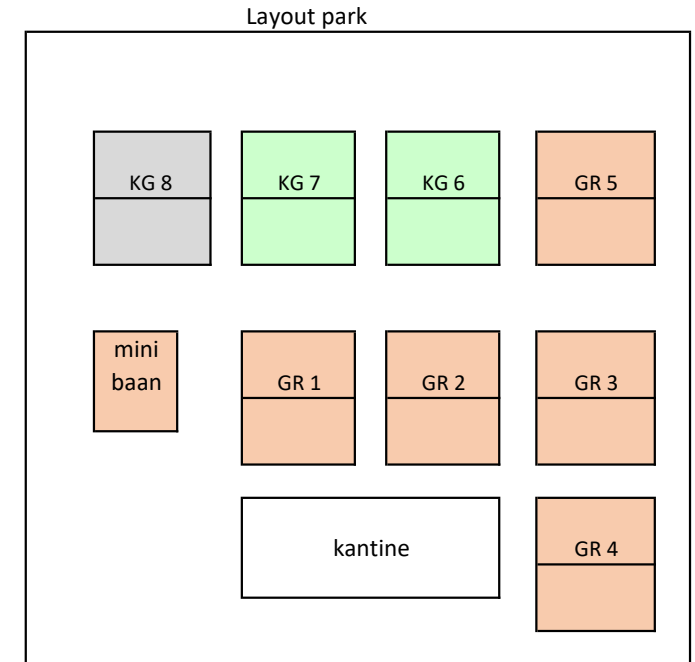 Layout park
KG 8
KG 7
KG 6
GR 5
mini
baan
GR 1
GR 2
GR 3
kantine
GR 4